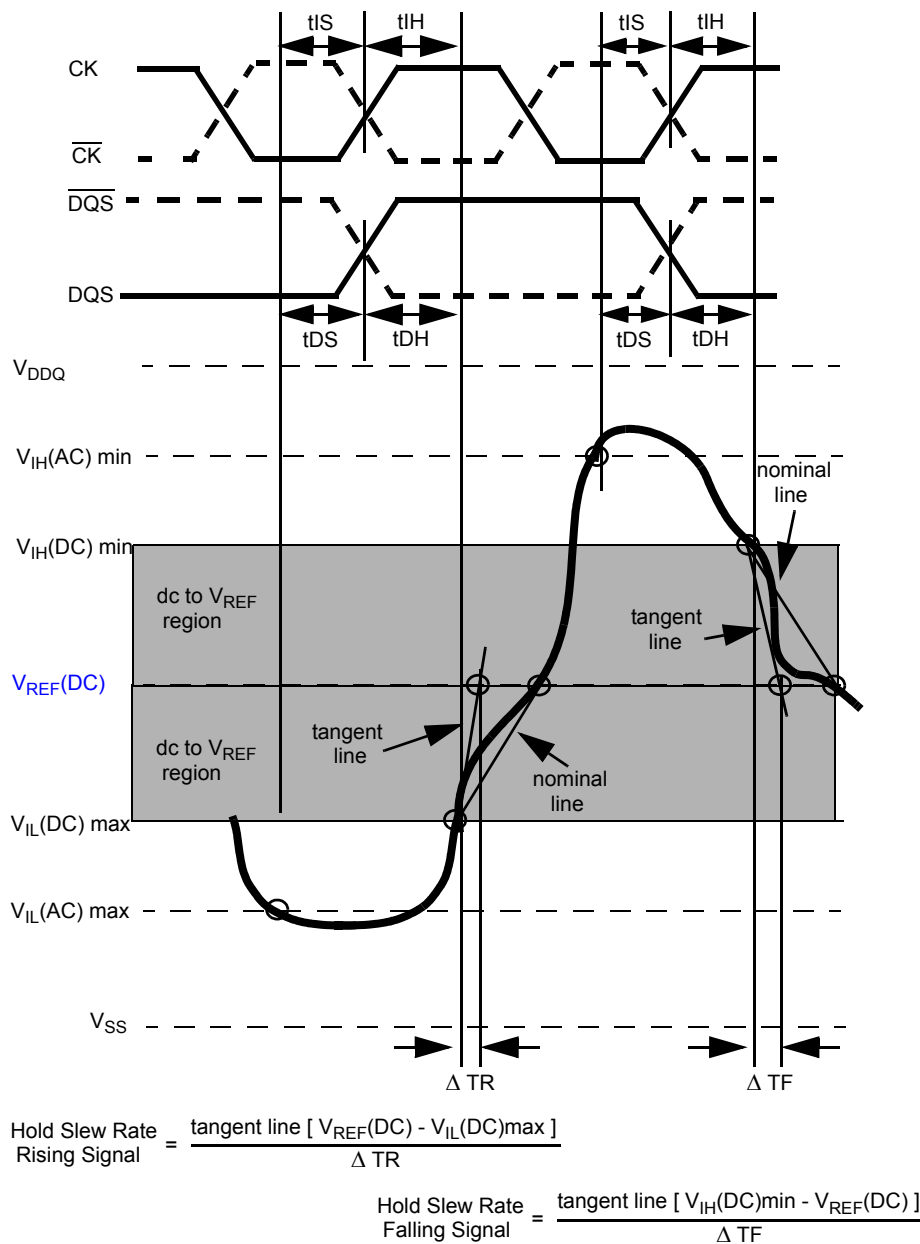 tIS tIH tIS tIH
CK
CK
DQS
DQS
tDS tDH tDS tDH
VDDQ
VIH(AC) min
nominal
line
VIH(DC) min
dc to VREF
region
tangent
line
VREF(DC)
tangent
line
dc to VREF
region
nominal
line
VIL(DC) max
VIL(AC) max
VSS
Δ TR Δ TF
Hold Slew Rate
Rising Signal = tangent line [ VREF(DC) - VIL(DC)max ]
Δ TR
Hold Slew Rate
Falling Signal = tangent line [ VIH(DC)min - VREF(DC) ]
Δ TF